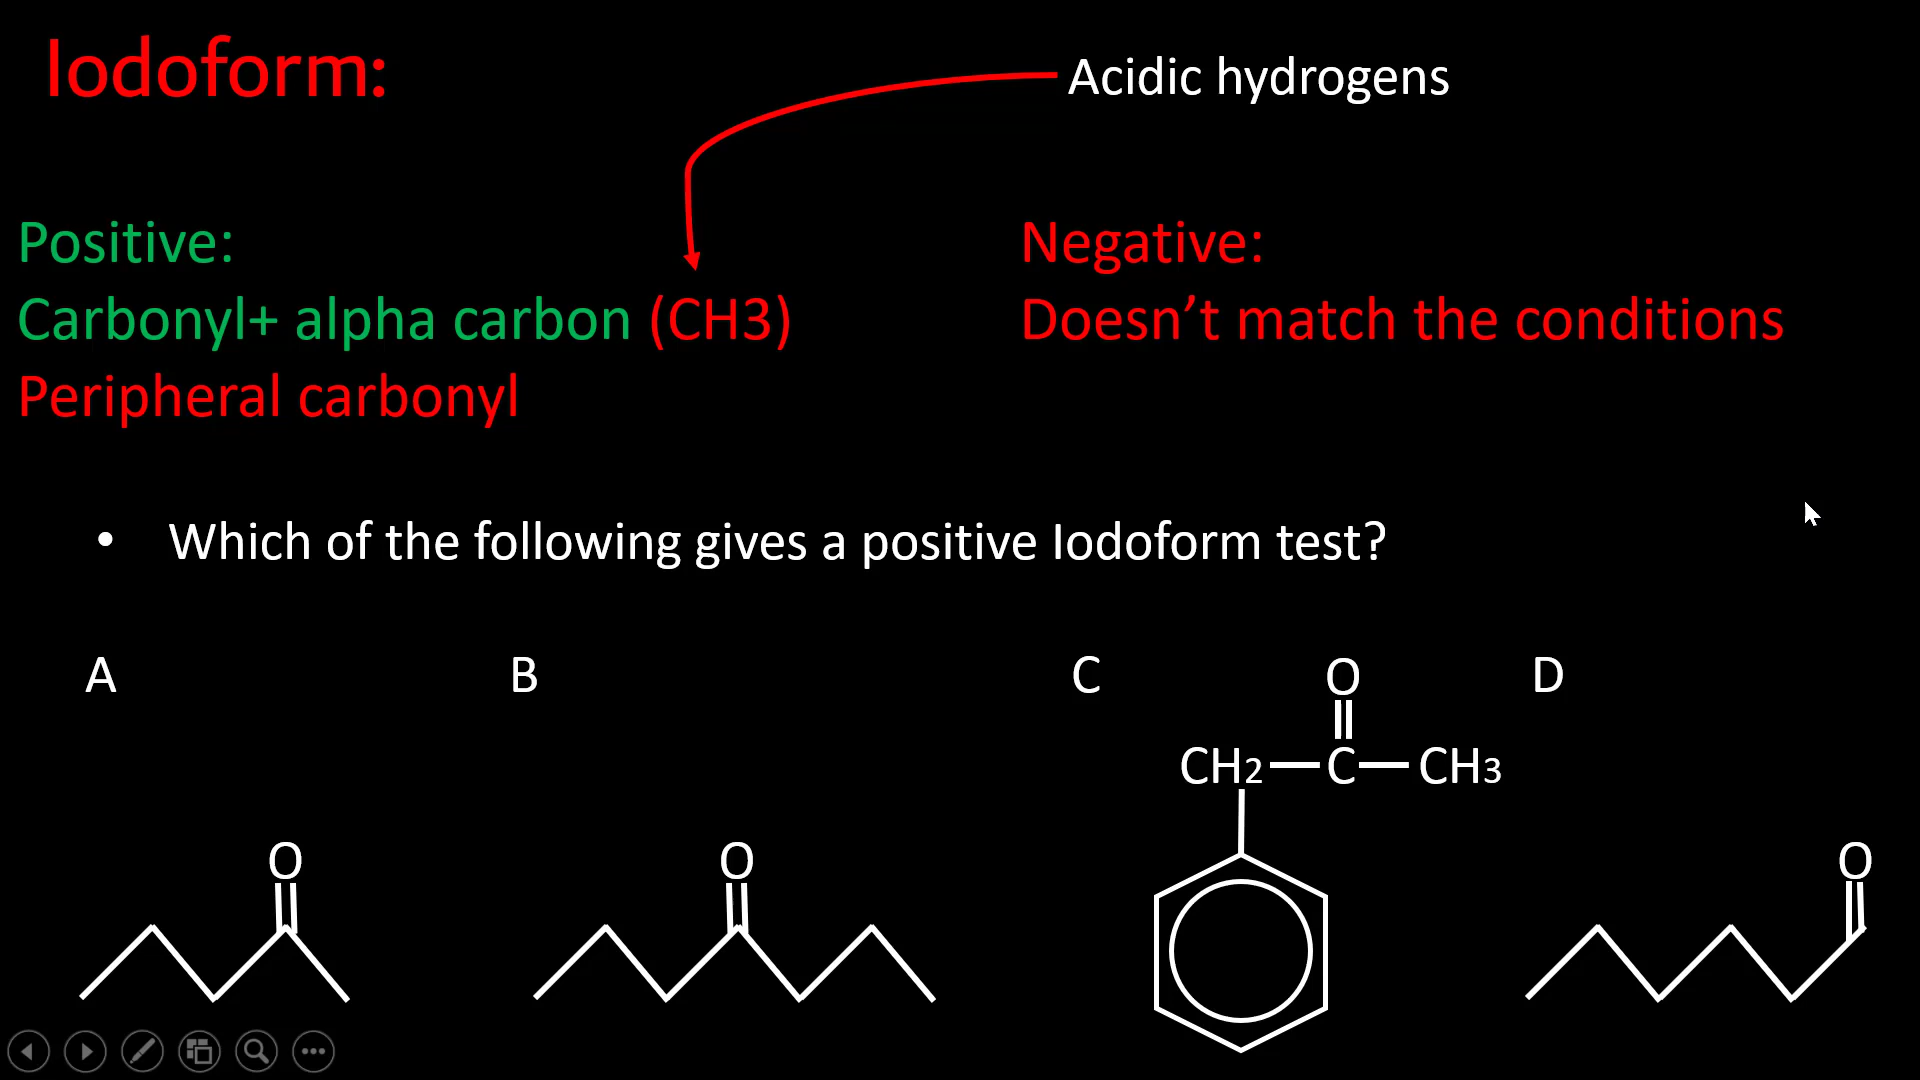 Iodoform:
Acidic hydrogens
Positive:
Carbonyl+ alpha carbon (CH3)
Peripheral carbonyl
Negative:
Doesn’t match the conditions
• Which of the following gives a positive Iodoform test?
A
O
B
O
C
O
CH2 C CH3
D
O